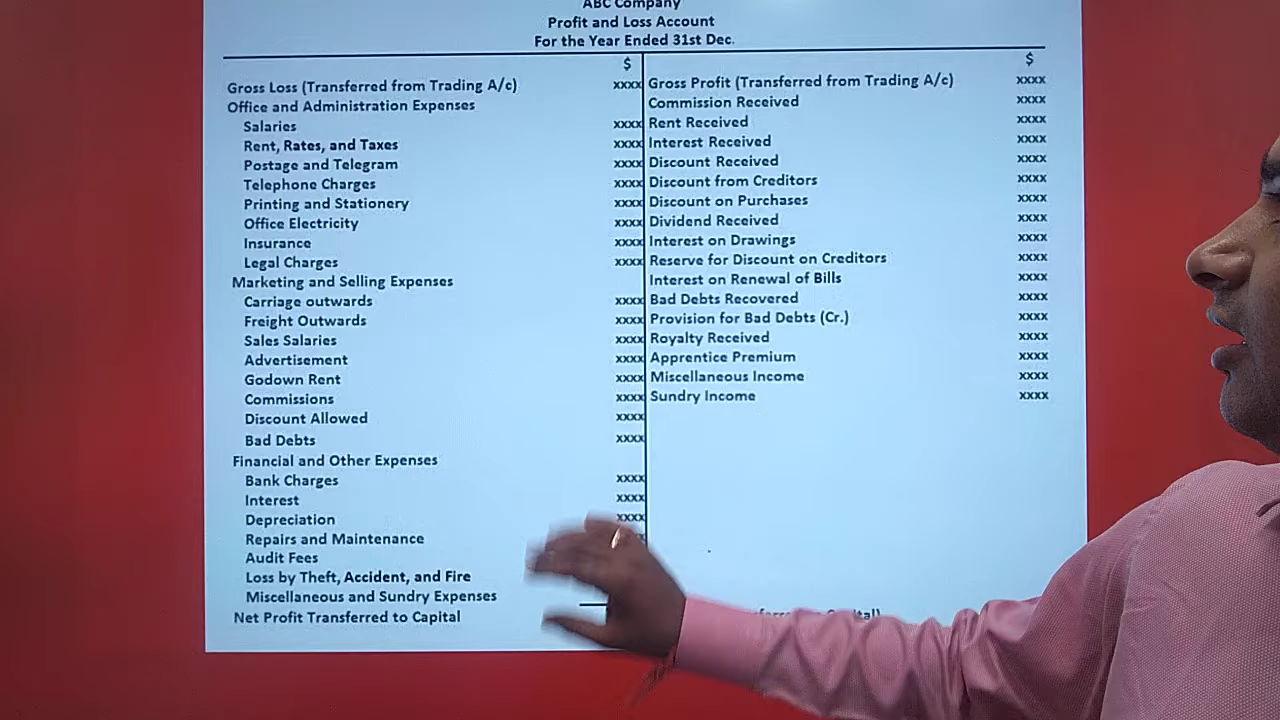 ABC Company
Profit and Loss Account
For the Year Ended 31st Dec.
$ $
Gross Loss (Transferred from Trading A/c) xxxx Gross Profit (Transferred from Trading A/c) xxxx
Office and Administration Expenses Commission Received xxxx
Salaries xxxx Rent Received xxxx
Rent, Rates, and Taxes xxxx Interest Received xxxx
Postage and Telegram xxxx Discount Received xxxx
Telephone Charges xxxx Discount from Creditors xxxx
Printing and Stationery xxxx Discount on Purchases xxxx
Office Electricity xxxx Dividend Received xxxx
Insurance xxxx Interest on Drawings xxxx
Legal Charges xxxx Reserve for Discount on Creditors xxxx
Marketing and Selling Expenses Interest on Renewal of Bills xxxx
Carriage outwards xxxx Bad Debts Recovered xxxx
Freight Outwards xxxx Provision for Bad Debts (Cr.) xxxx
Sales Salaries xxxx Royalty Received xxxx
Advertisement xxxx Apprentice Premium xxxx
Godown Rent xxxx Miscellaneous Income xxxx
Commissions xxxx Sundry Income xxxx
Discount Allowed xxxx
Bad Debts xxxx
Financial and Other Expenses
Bank Charges xxxx
Interest xxxx
Depreciation xxxx
Repairs and Maintenance
Audit Fees
Loss by Theft, Accident, and Fire
Miscellaneous and Sundry Expenses
Net Profit Transferred to Capital